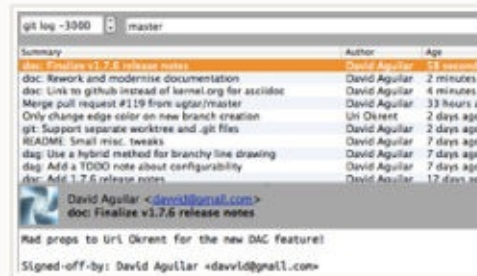 git log -3000 master
Summary Author Age
doc: Finalize v1.7.6 release notes David Aguilar 58 second
doc: Rework and modernise documentation David Aguilar 2 minutes
doc: Link to github instead of kernel.org for asciidoc David Aguilar 4 minutes
Merge pull request #119 from ugtar/master David Aguilar 33 hours a
Only change edge color on new branch creation Uri Okrent 2 days ago
git: Support separate worktree and .git files David Aguilar 2 days ago
README: Small misc. tweaks David Aguilar 7 days ago
dag: Use a hybrid method for branchy line drawing David Aguilar 7 days ago
dag: Add a TODO note about configurability David Aguilar 7 days ago
doc: Add 1.7.6 release notes David Aguilar 12 days ag
David Aguilar <davvid@gmail.com>
doc: Finalize v1.7.6 release notes
Mad props to Uri Okrent for the new DAG feature!
Signed-off-by: David Aguilar <davvid@gmail.com>